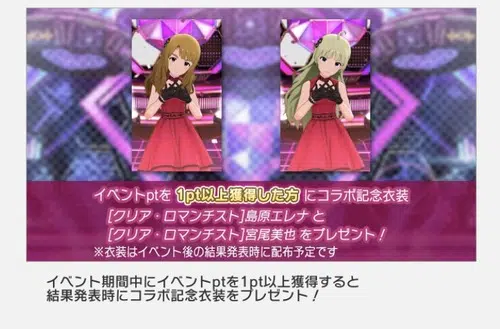 イベントptを 1pt以上獲得した方 にコラボ記念衣装
[クリア・ロマンチスト]島原エレナ と
[クリア・ロマンチスト]宮尾美也 をプレゼント！
※衣装はイベント後の結果発表時に配布予定です
イベント期間中にイベントptを1pt以上獲得すると
結果発表時にコラボ記念衣装をプレゼント！